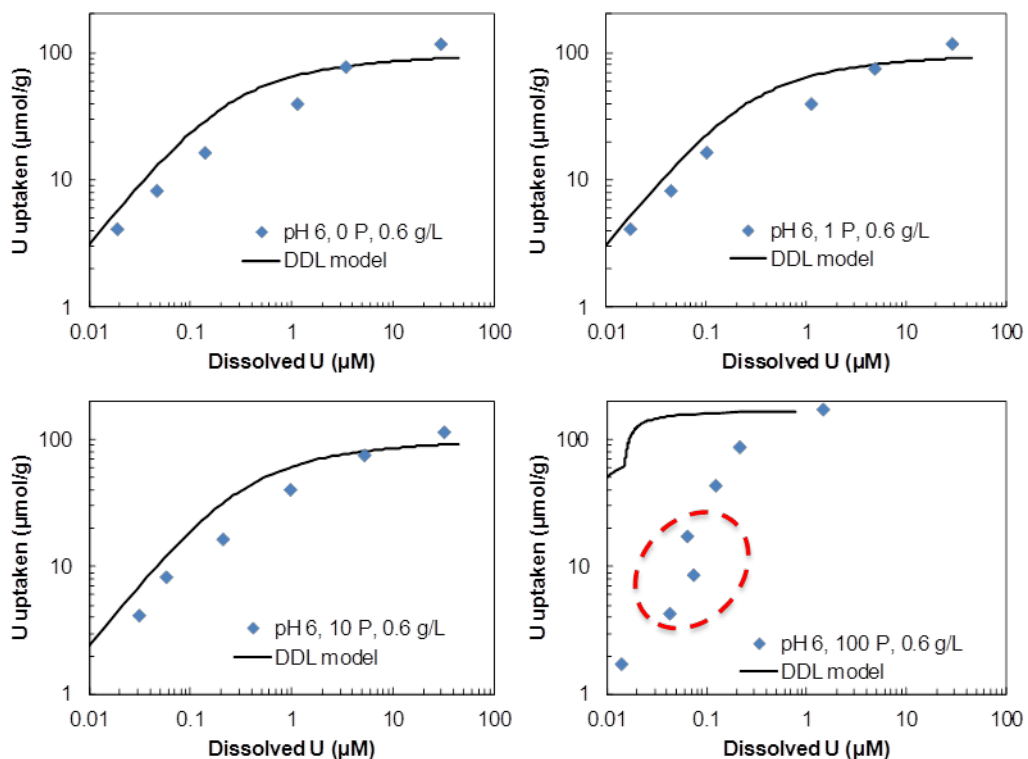 100
10
1
U uptaken (µmol/g)
pH 6, 0 P, 0.6 g/L
DDL model
0.01 0.1 1 10 100
Dissolved U (µM)
100
10
1
U uptaken (µmol/g)
pH 6, 1 P, 0.6 g/L
DDL model
0.01 0.1 1 10 100
Dissolved U (µM)
100
10
1
U uptaken (µmol/g)
pH 6, 10 P, 0.6 g/L
DDL model
0.01 0.1 1 10 100
Dissolved U (µM)
100
10
1
U uptaken (µmol/g)
pH 6, 100 P, 0.6 g/L
DDL model
0.01 0.1 1 10 100
Dissolved U (µM)